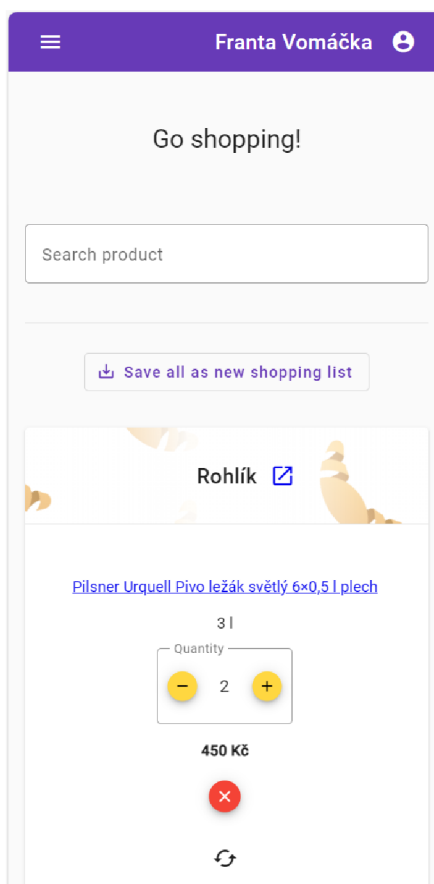 Franta Vomáčka
Go shopping!
Search product
Save all as new shopping list
Rohlík
Pilsner Urquell Pivo ležák světlý 6×0,5 l plech
3 l
Quantity
2
450 Kč